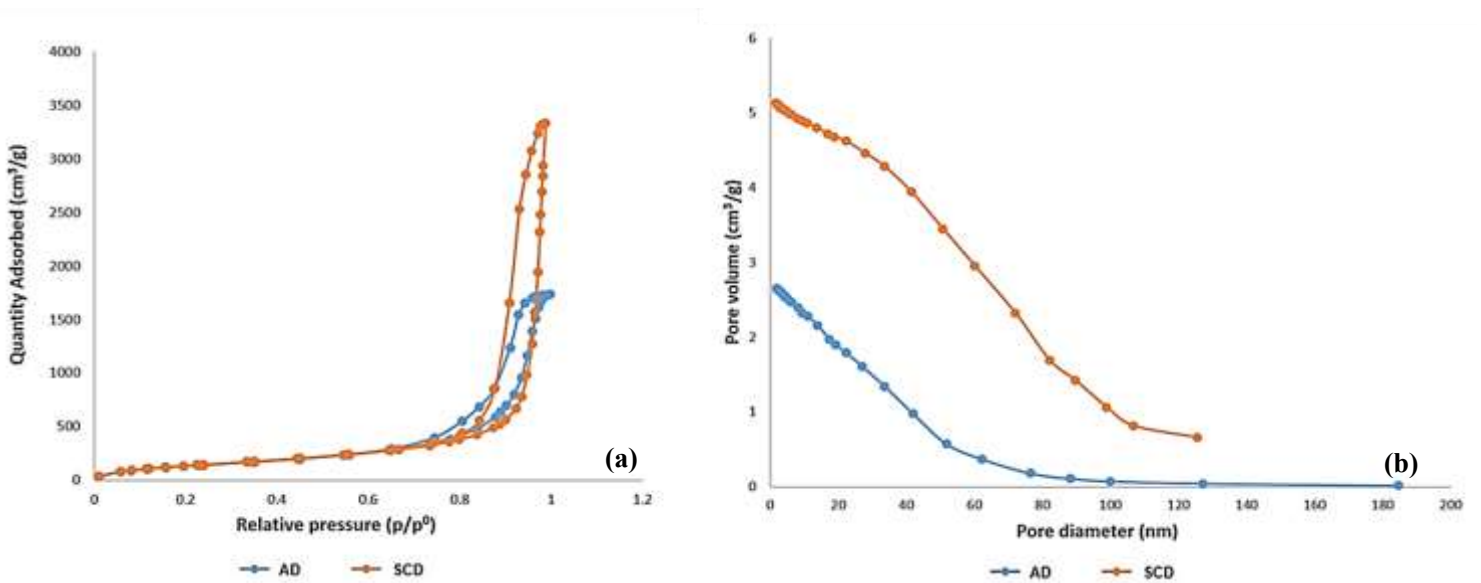 4000
3500
3000
2500
2000
1500
1000
500
0
Quantity Adsorbed (cm³/g)
0 0.2 0.4 0.6 0.8 1 1.2
Relative pressure (p/p⁰)
AD SCD
(a)
6
5
4
3
2
1
0
Pore volume (cm³/g)
0 20 40 60 80 100 120 140 160 180 200
Pore diameter (nm)
AD SCD
(b)